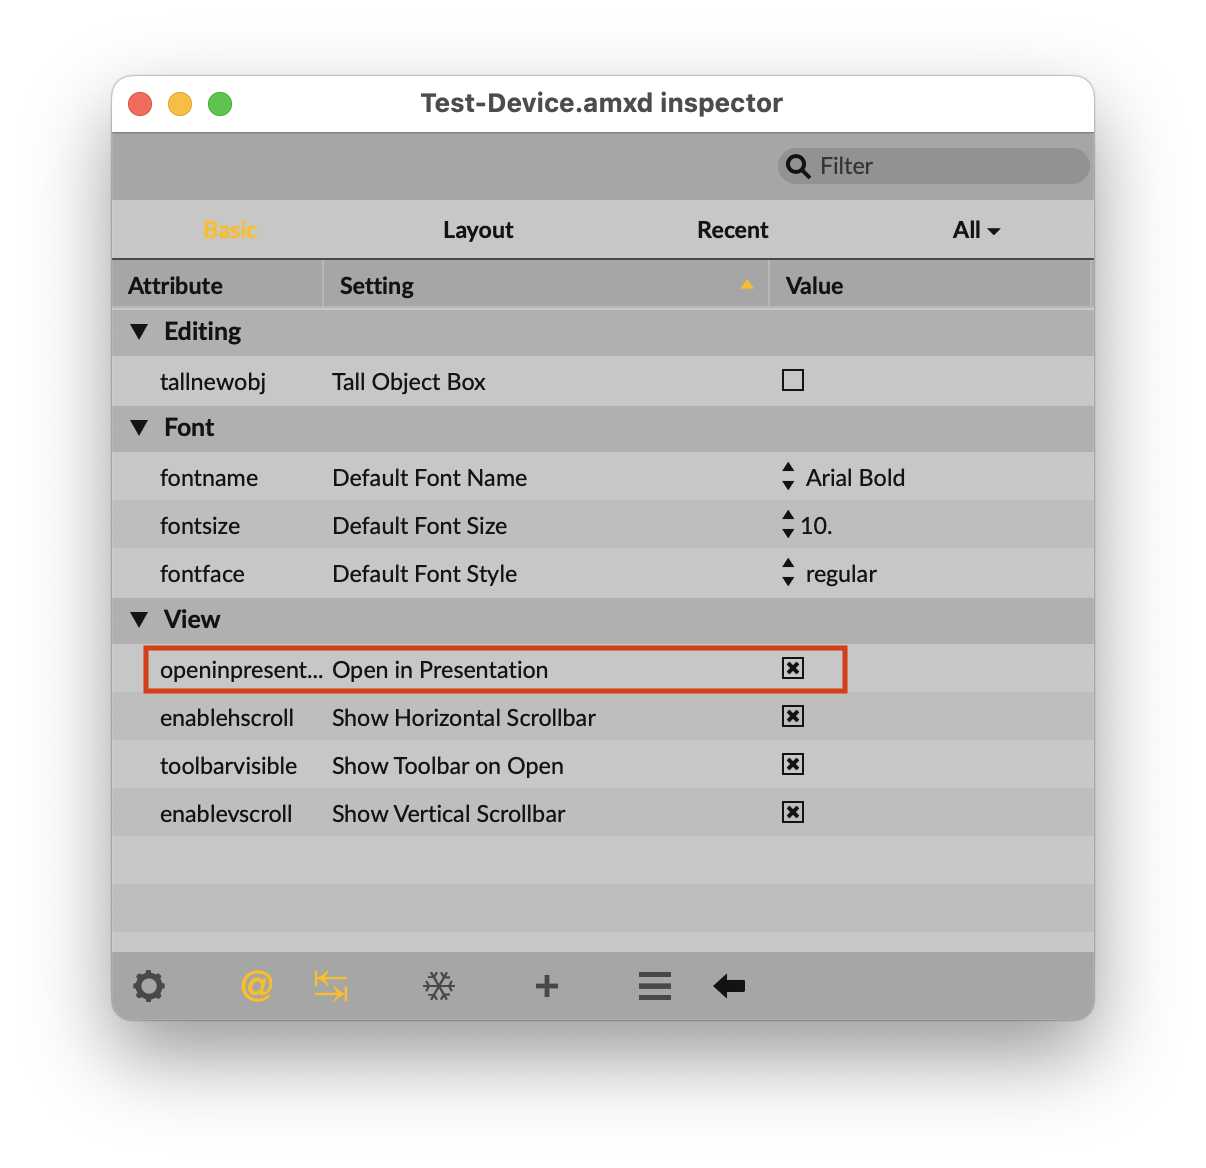 Test-Device.amxd inspector
Filter
Basic Layout Recent All
Attribute Setting Value
Editing
tallnewobj Tall Object Box
Font
fontname Default Font Name Arial Bold
fontsize Default Font Size 10.
fontface Default Font Style regular
View
openinpresent... Open in Presentation
enablehscroll Show Horizontal Scrollbar
toolbarvisible Show Toolbar on Open
enablevscroll Show Vertical Scrollbar